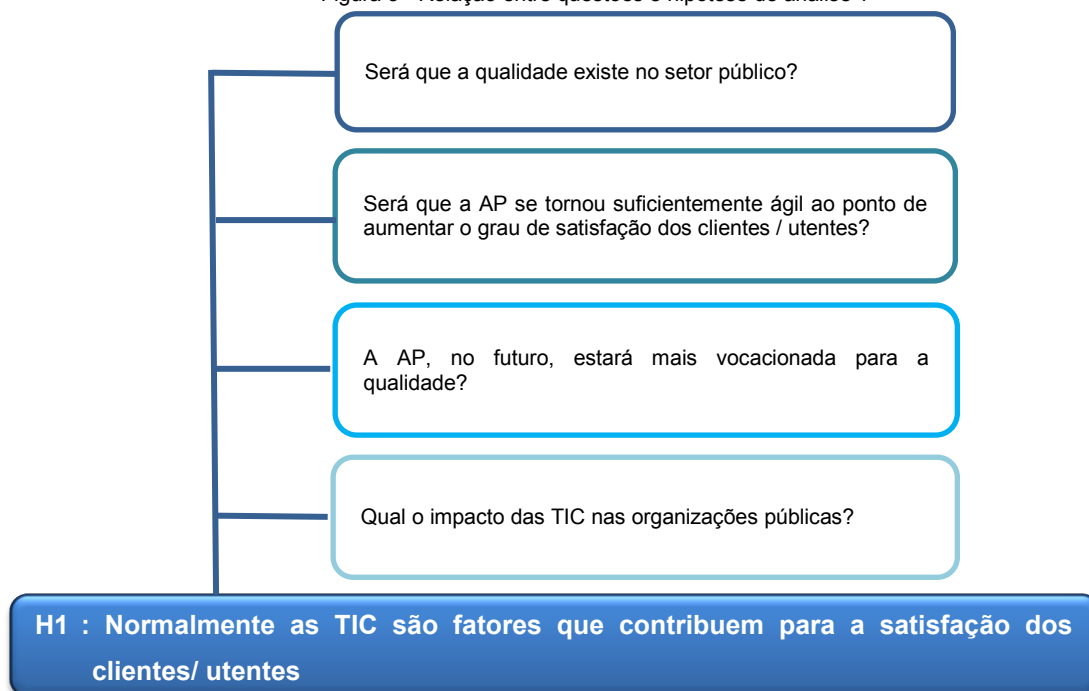 Será que a qualidade existe no setor público?
Será que a AP se tornou suficientemente ágil ao ponto de
aumentar o grau de satisfação dos clientes / utentes?
A AP, no futuro, estará mais vocacionada para a
qualidade?
Qual o impacto das TIC nas organizações públicas?
H1 : Normalmente as TIC são fatores que contribuem para a satisfação dos
clientes/ utentes